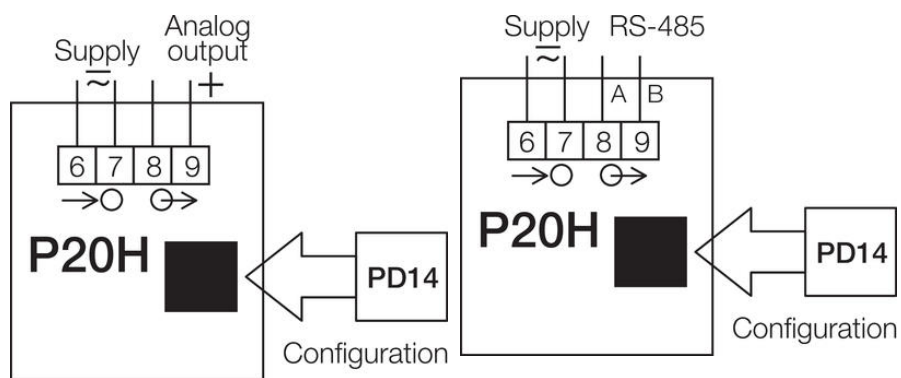 Supply
Analog
output
+
6 7 8 9
P20H
PD14
Configuration
Supply RS-485
A B
6 7 8 9
P20H
PD14
Configuration